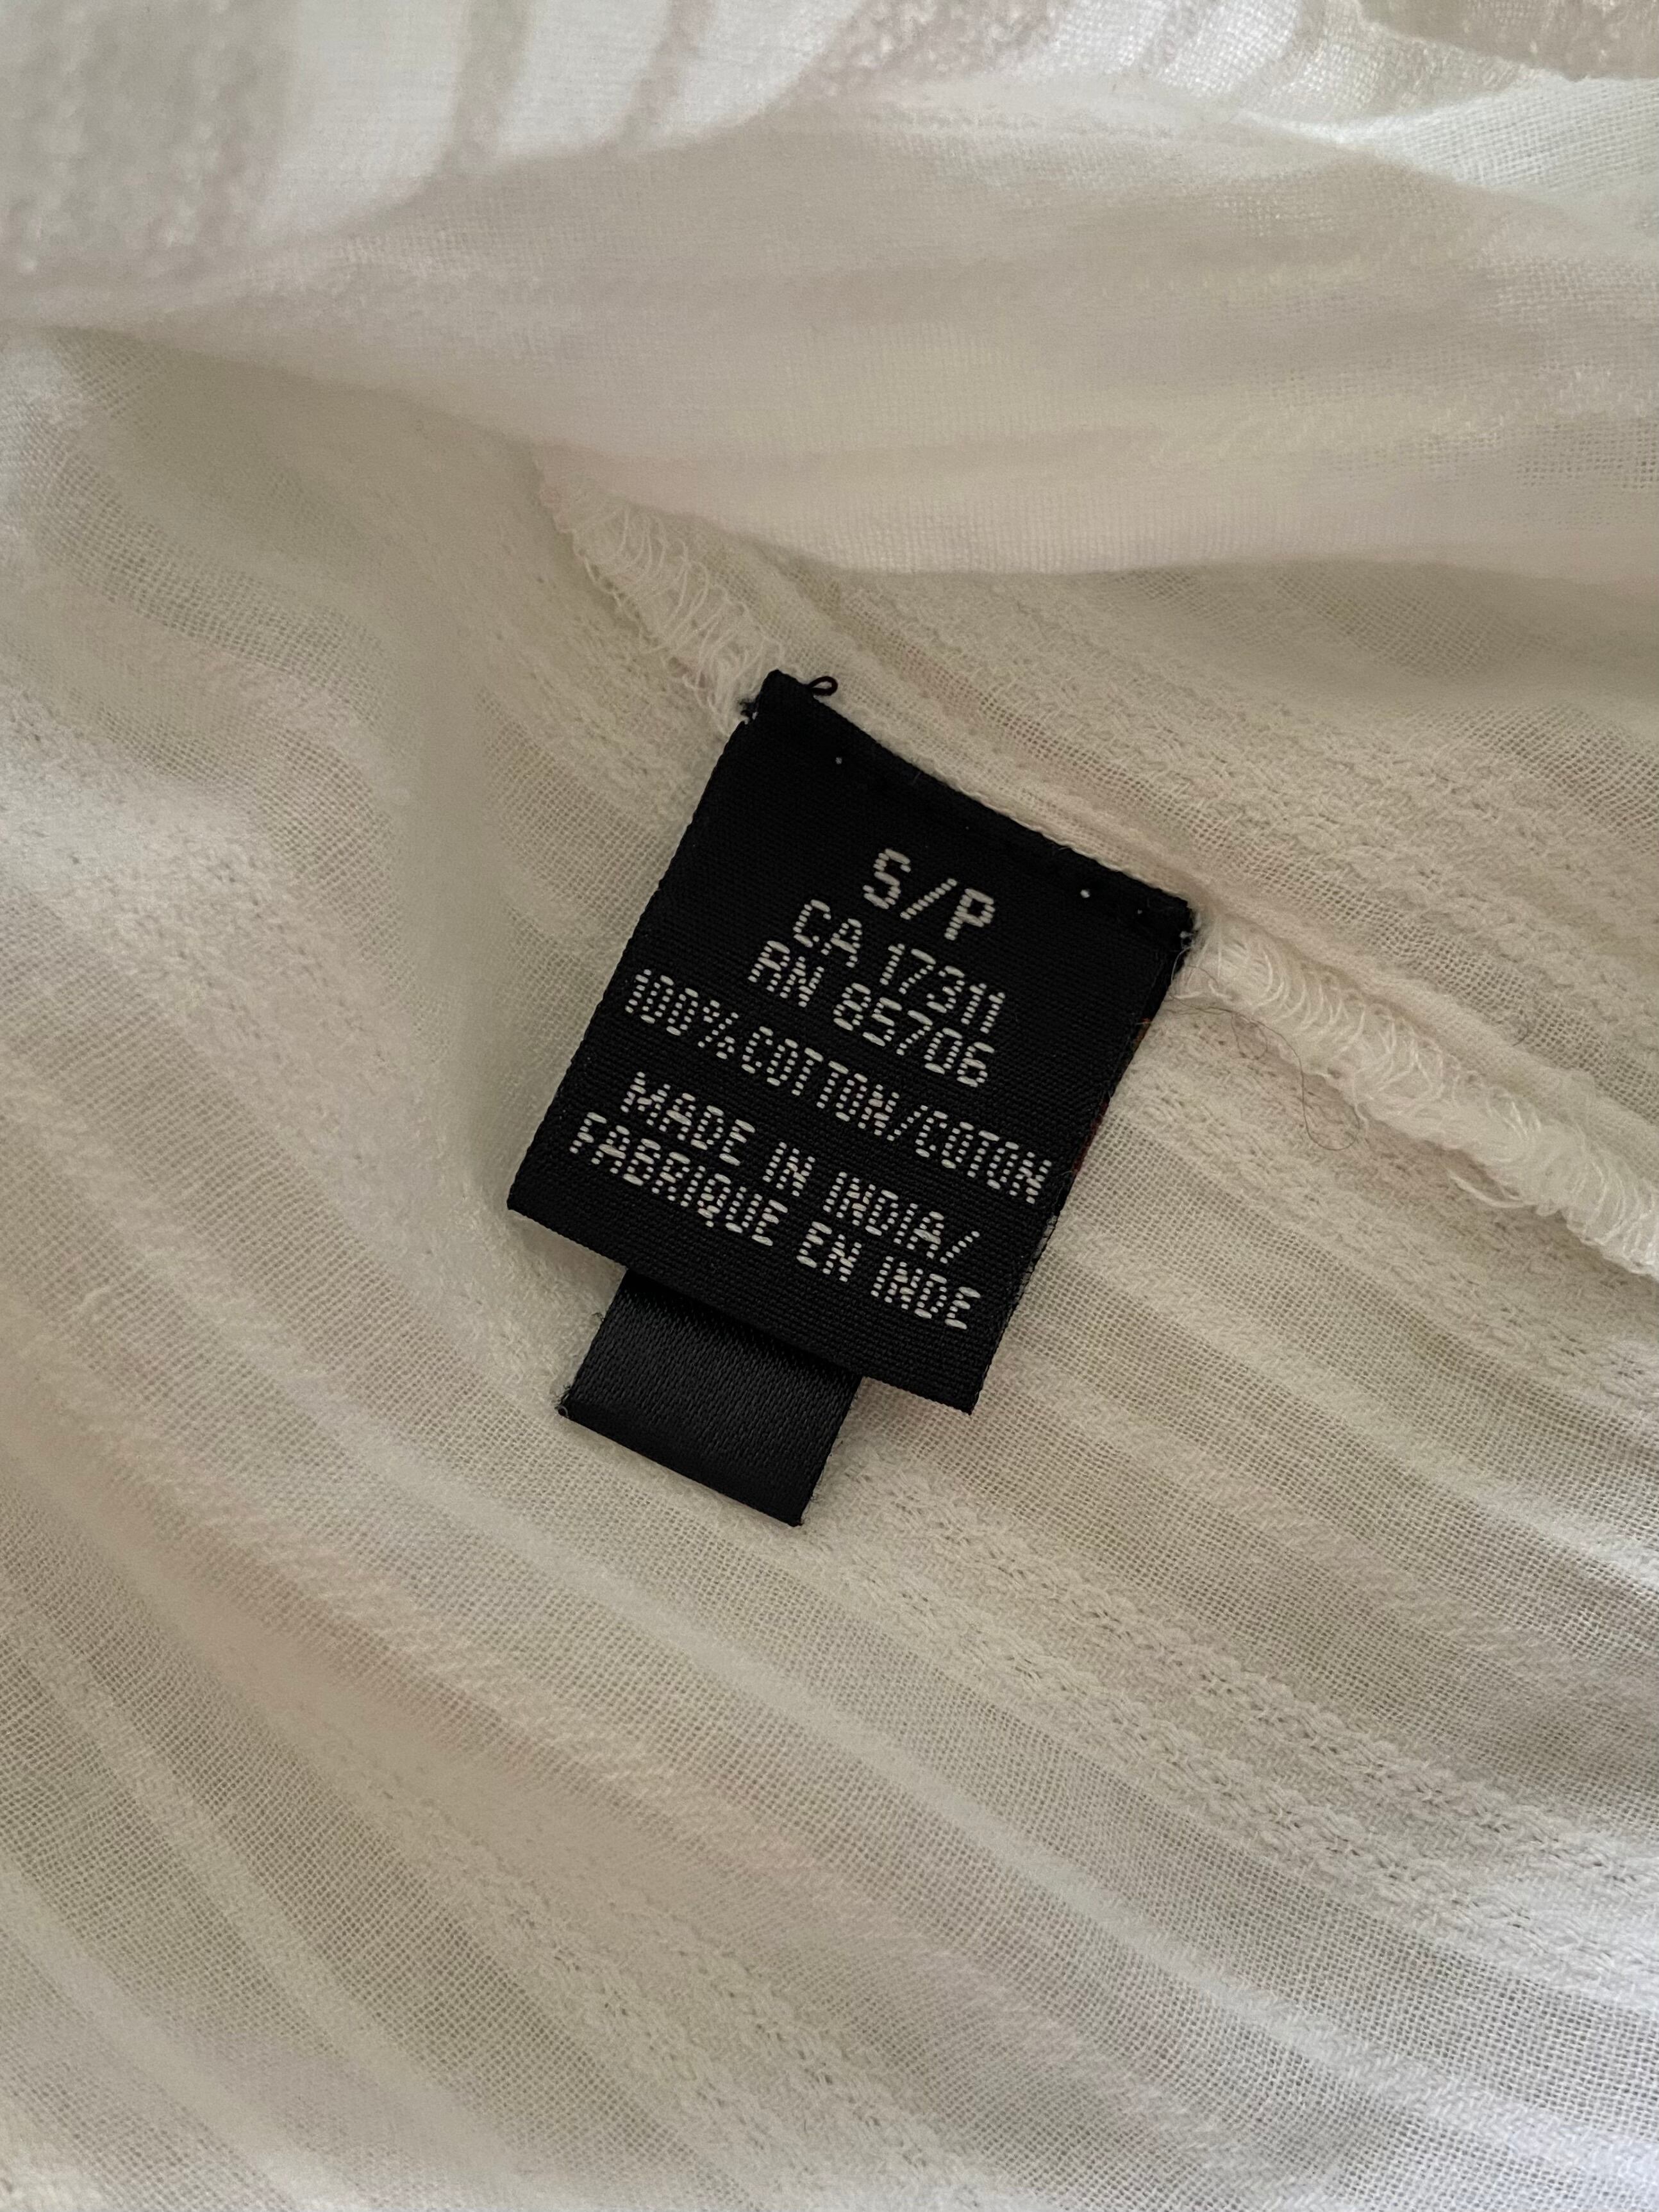 S/P
CA 17311
RN 85706
100%COTTON/COTON
MADE IN INDIA/
FABRIQUE EN INDE